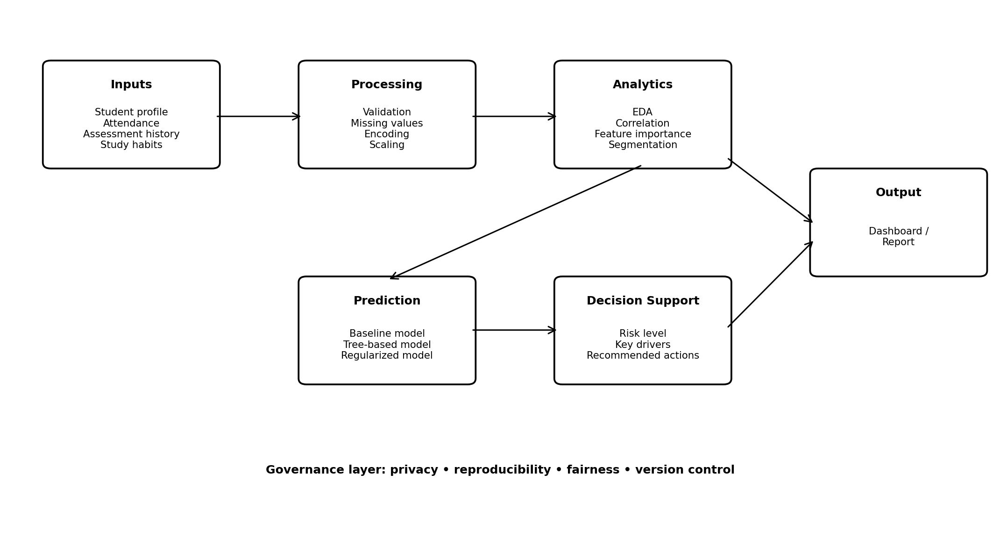 Inputs
Student profile
Attendance
Assessment history
Study habits
Processing
Validation
Missing values
Encoding
Scaling
Analytics
EDA
Correlation
Feature importance
Segmentation
Output
Dashboard /
Report
Prediction
Baseline model
Tree-based model
Regularized model
Decision Support
Risk level
Key drivers
Recommended actions
Governance layer: privacy • reproducibility • fairness • version control